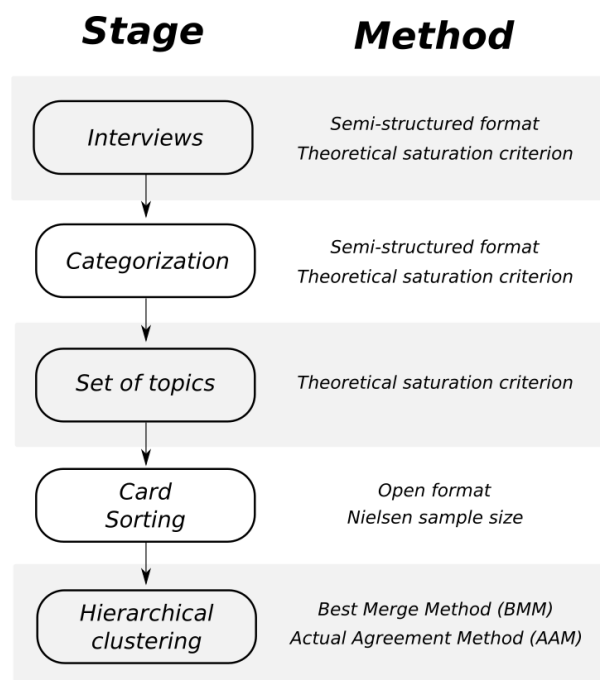 Stage
Method
Interviews
Semi-structured format
Theoretical saturation criterion
Categorization
Semi-structured format
Theoretical saturation criterion
Set of topics
Theoretical saturation criterion
Card
Sorting
Open format
Nielsen sample size
Hierarchical
clustering
Best Merge Method (BMM)
Actual Agreement Method (AAM)